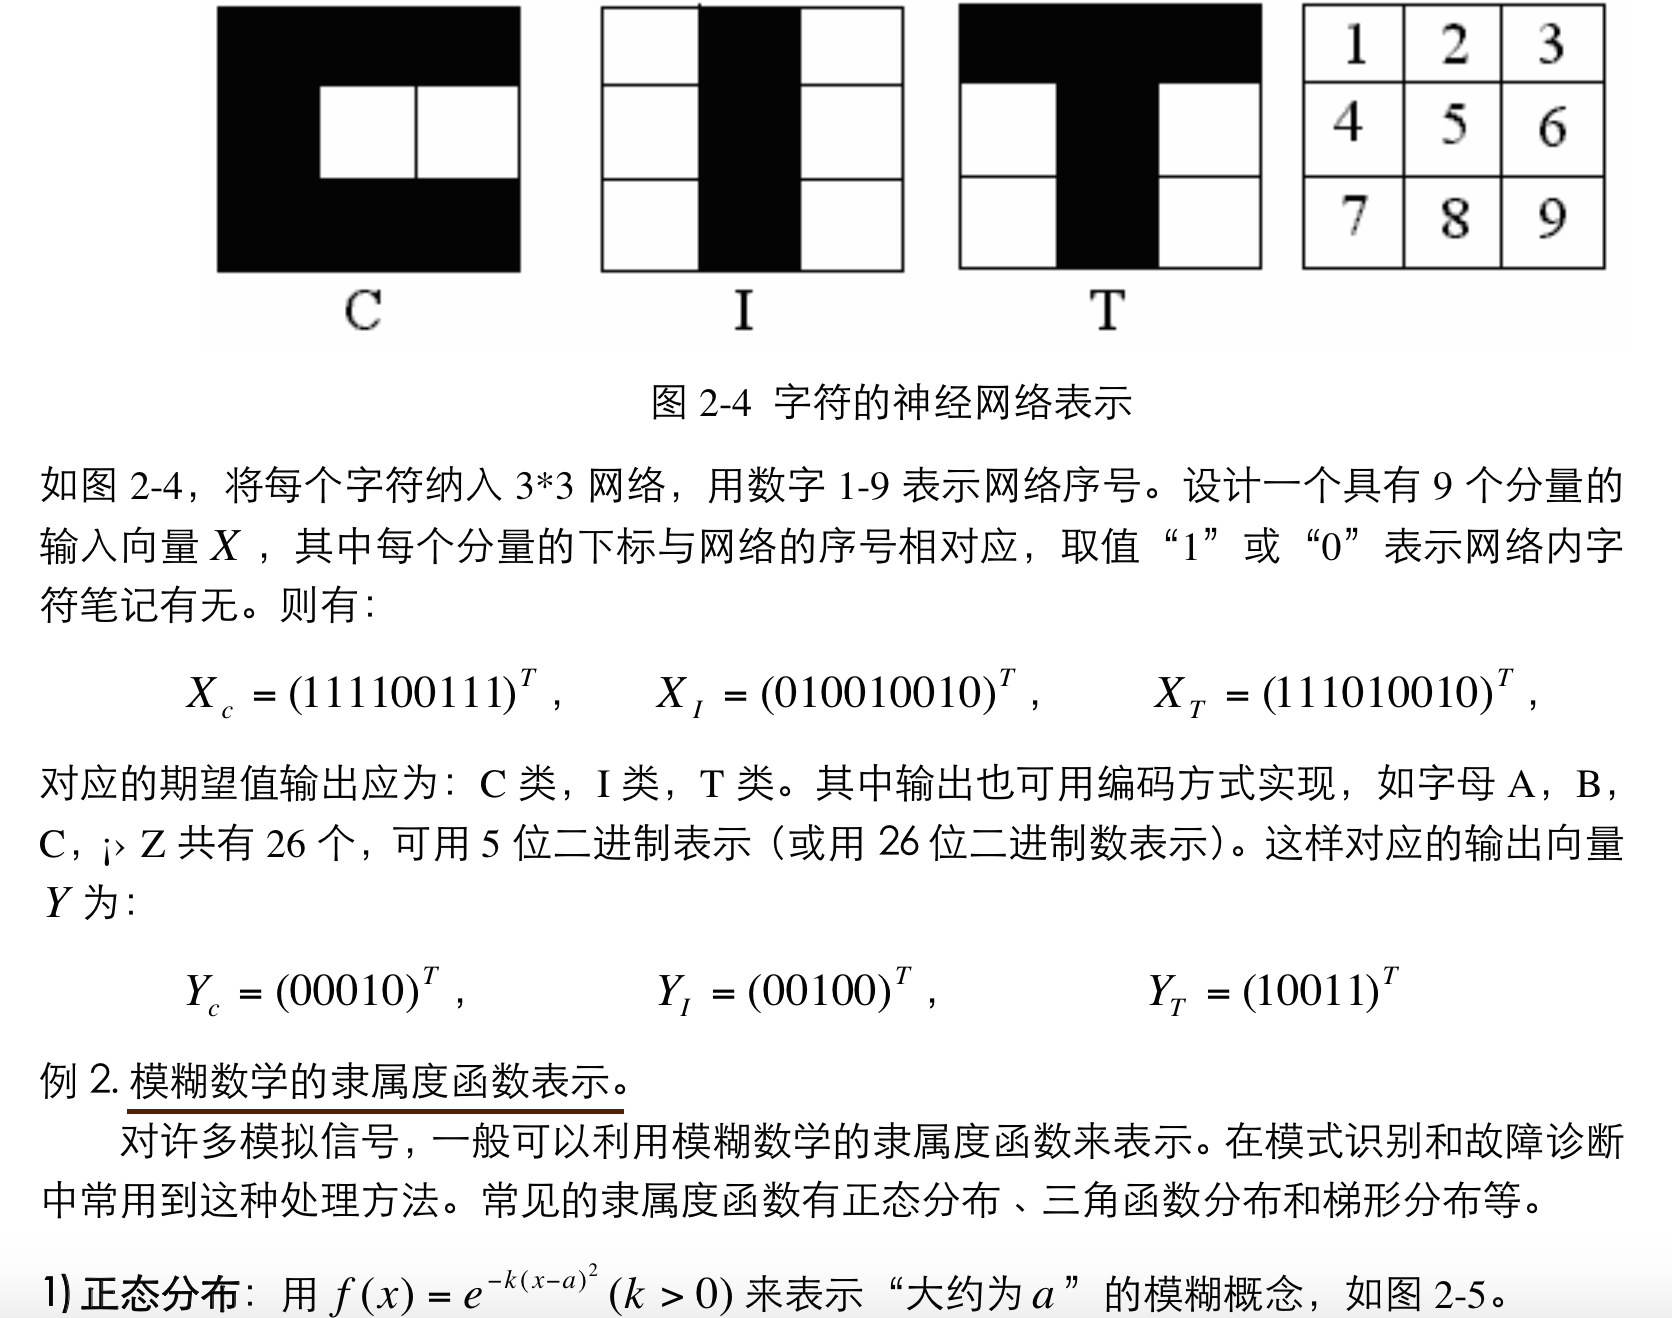 1 2 3
4 5 6
7 8 9
C I T
图 2-4 字符的神经网络表示
如图 2-4，将每个字符纳入 3*3 网络，用数字 1-9 表示网络序号。设计一个具有 9 个分量的
输入向量 X ，其中每个分量的下标与网络的序号相对应，取值“1”或“0”表示网络内字
符笔记有无。则有：
X_c = (111100111)^T ， X_I = (010010010)^T ， X_T = (111010010)^T ，
对应的期望值输出应为：C 类，I 类，T 类。其中输出也可用编码方式实现，如字母 A，B，
C，¡› Z 共有 26 个，可用 5 位二进制表示（或用 26 位二进制数表示）。这样对应的输出向量
Y 为：
Y_c = (00010)^T ， Y_I = (00100)^T ， Y_T = (10011)^T
例 2. 模糊数学的隶属度函数表示。
对许多模拟信号，一般可以利用模糊数学的隶属度函数来表示。在模式识别和故障诊断
中常用到这种处理方法。常见的隶属度函数有正态分布、三角函数分布和梯形分布等。
1) 正态分布：用 f(x) = e^{-k(x-a)^2} (k > 0) 来表示“大约为 a”的模糊概念，如图 2-5。